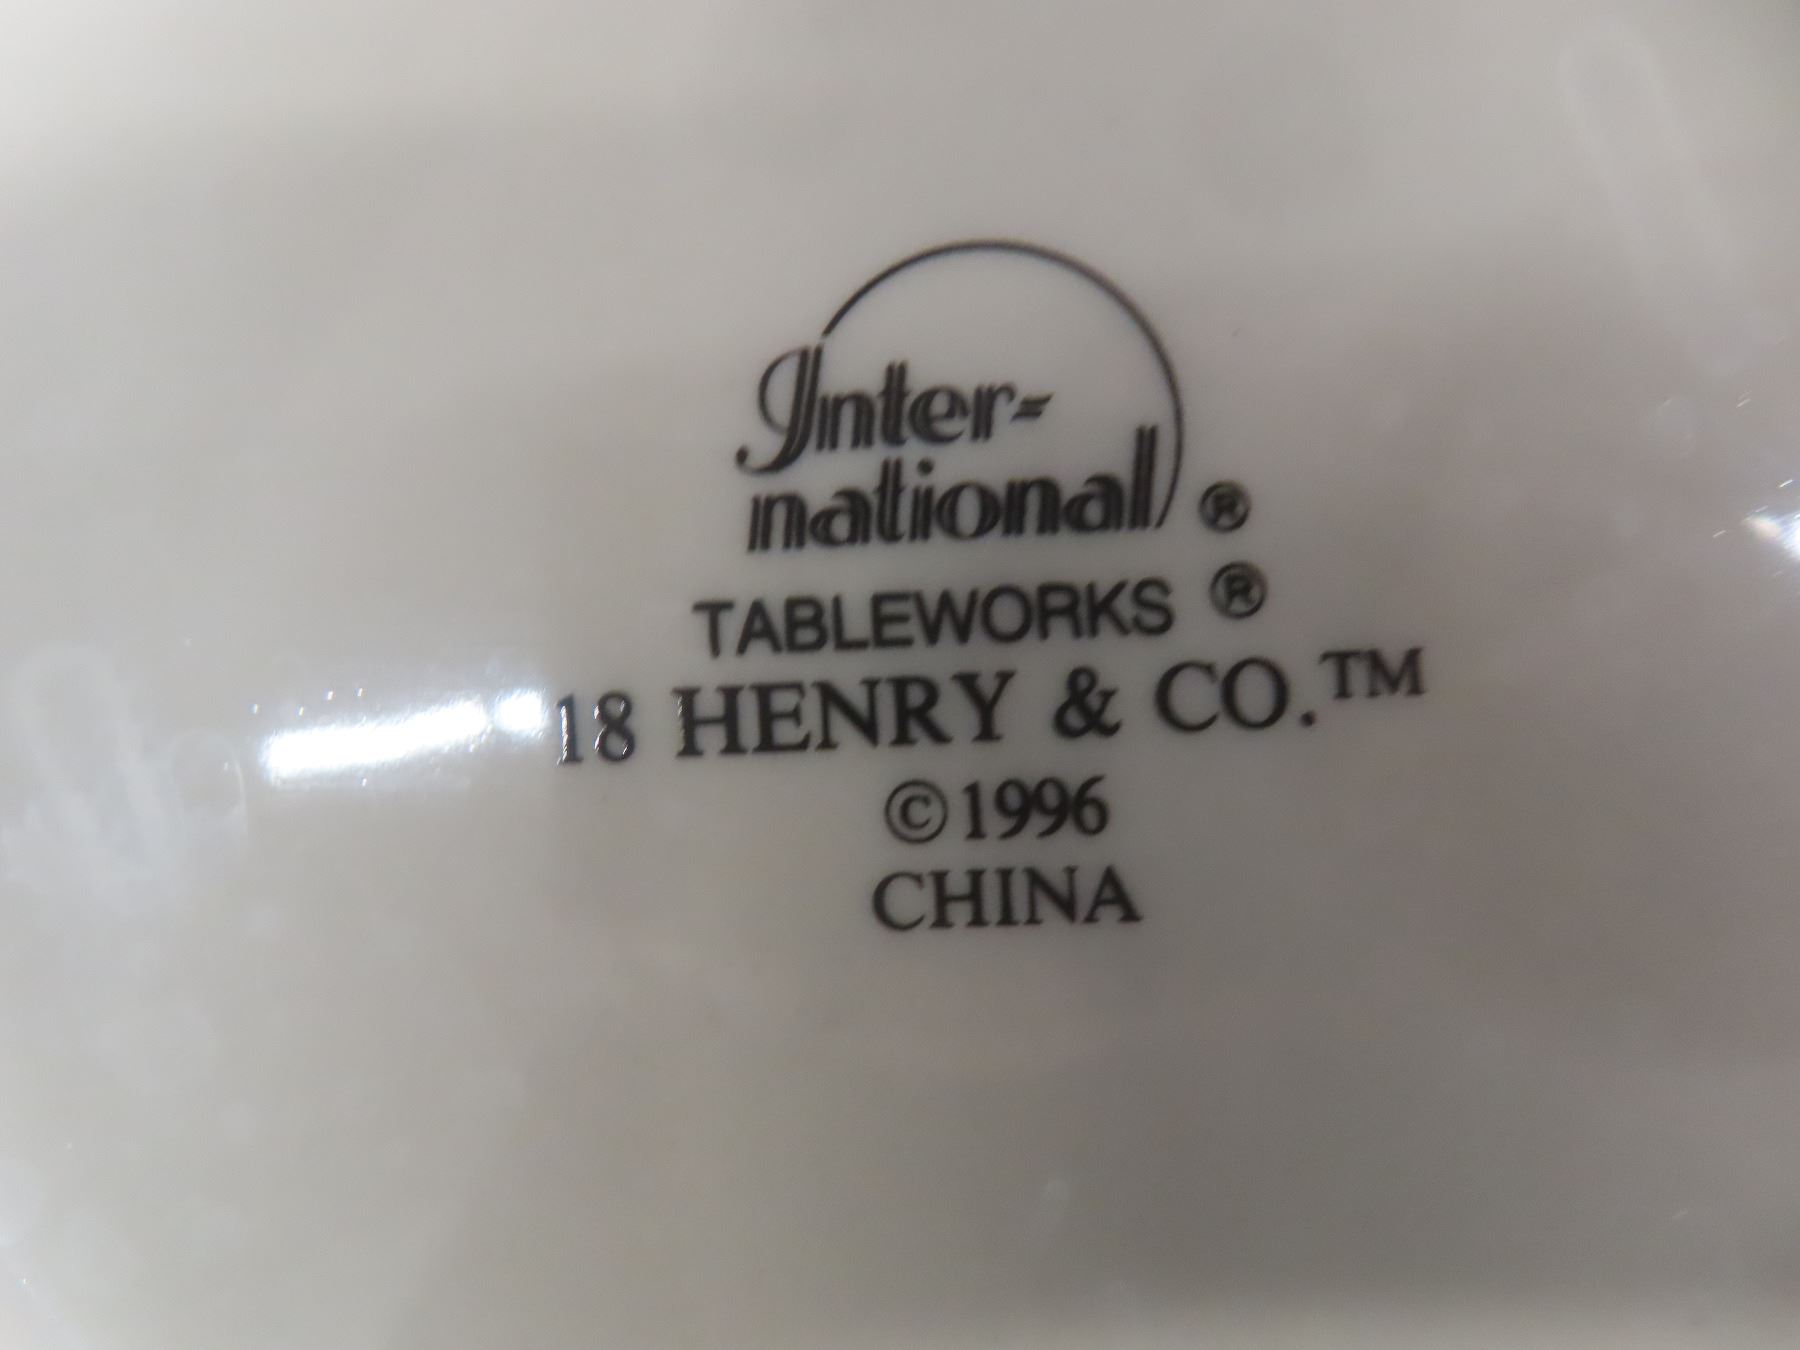 Inter-
national ®
TABLEWORKS ®
18 HENRY & CO.™
©1996
CHINA